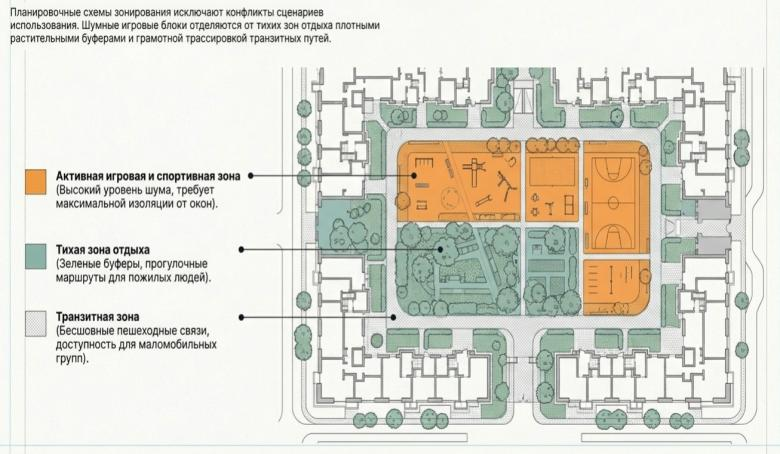 Планировочные схемы зонирования исключают конфликты сценариев
использования. Шумные игровые блоки отделяются от тихих зон отдыха плотными
растительными буферами и грамотной трассировкой транзитных путей.
Активная игровая и спортивная зона
(Высокий уровень шума, требует
максимальной изоляции от окон).
Тихая зона отдыха
(Зеленые буферы, прогулочные
маршруты для пожилых людей).
Транзитная зона
(Бесшовные пешеходные связи,
доступность для маломобильных
групп).